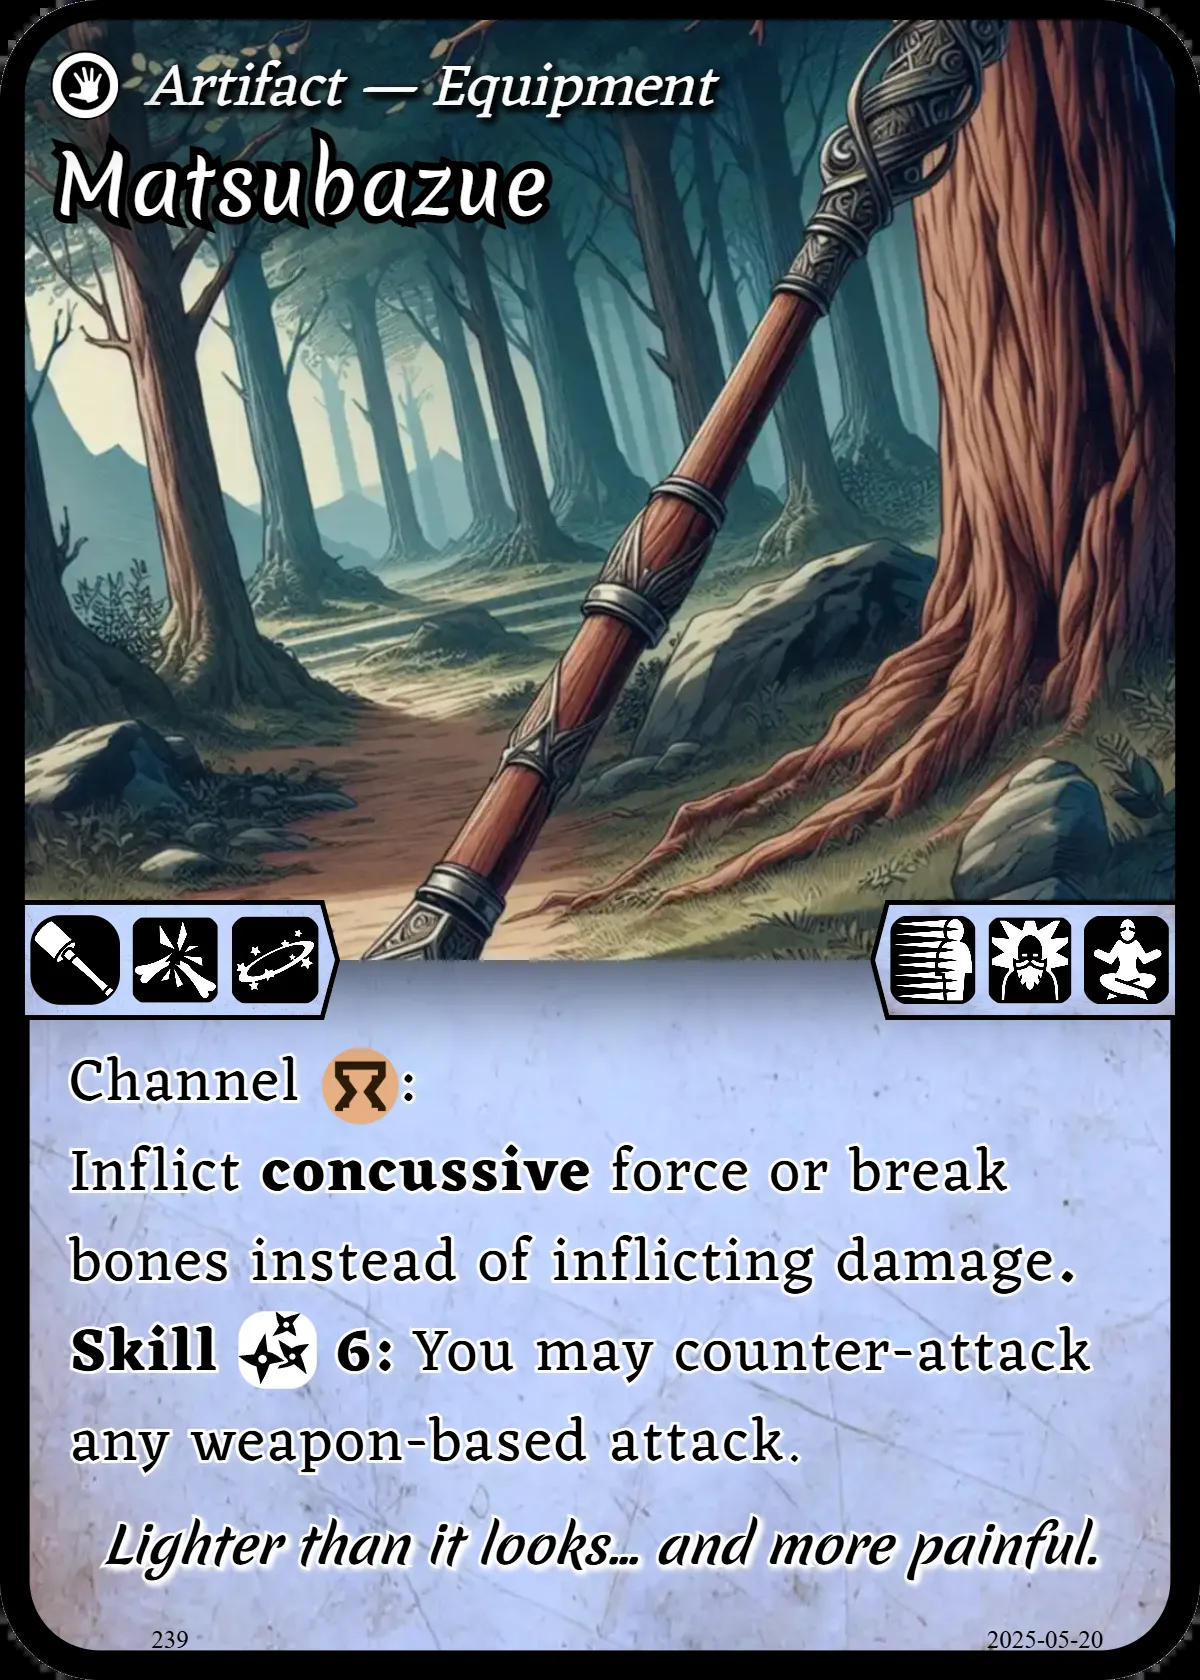 Artifact — Equipment
Matsubazue
Channel :
Inflict concussive force or break
bones instead of inflicting damage.
Skill 6: You may counter-attack
any weapon-based attack.
Lighter than it looks... and more painful.
239
2025-05-20